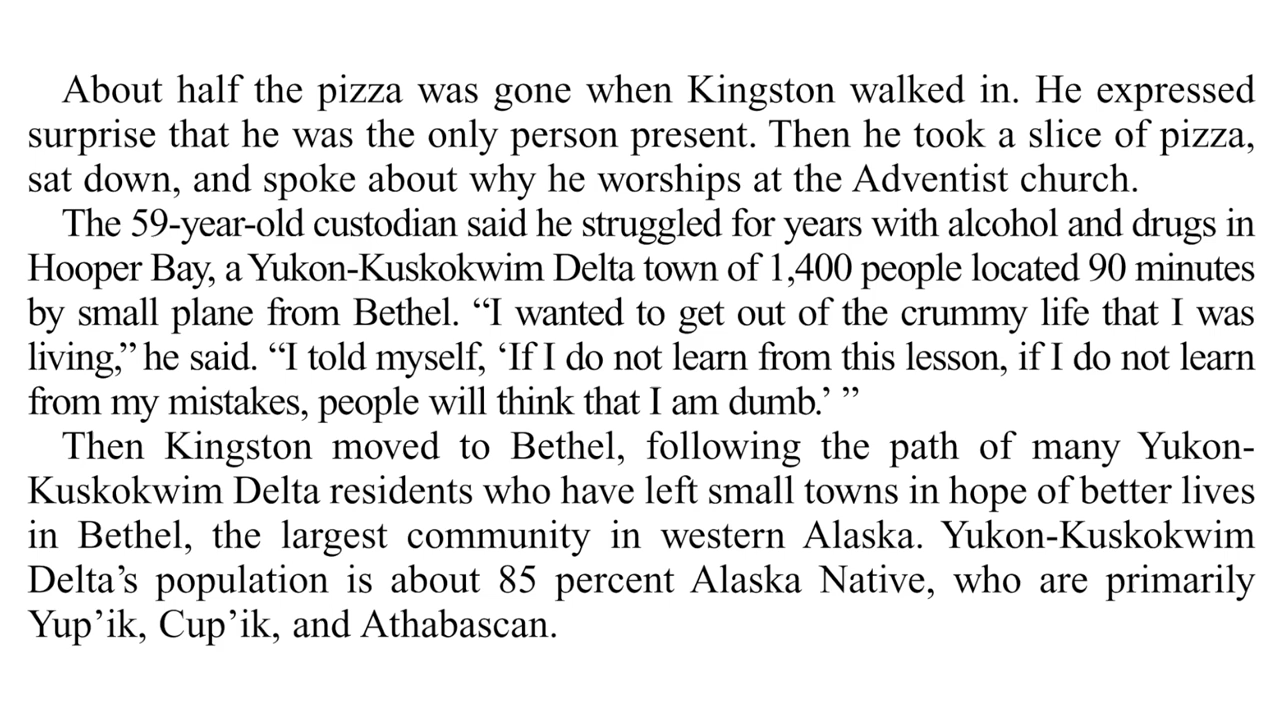 About half the pizza was gone when Kingston walked in. He expressed
surprise that he was the only person present. Then he took a slice of pizza,
sat down, and spoke about why he worships at the Adventist church.
The 59-year-old custodian said he struggled for years with alcohol and drugs in
Hooper Bay, a Yukon-Kuskokwim Delta town of 1,400 people located 90 minutes
by small plane from Bethel. “I wanted to get out of the crummy life that I was
living,” he said. “I told myself, ‘If I do not learn from this lesson, if I do not learn
from my mistakes, people will think that I am dumb.’ ”
Then Kingston moved to Bethel, following the path of many Yukon-
Kuskokwim Delta residents who have left small towns in hope of better lives
in Bethel, the largest community in western Alaska. Yukon-Kuskokwim
Delta’s population is about 85 percent Alaska Native, who are primarily
Yup’ik, Cup’ik, and Athabascan.